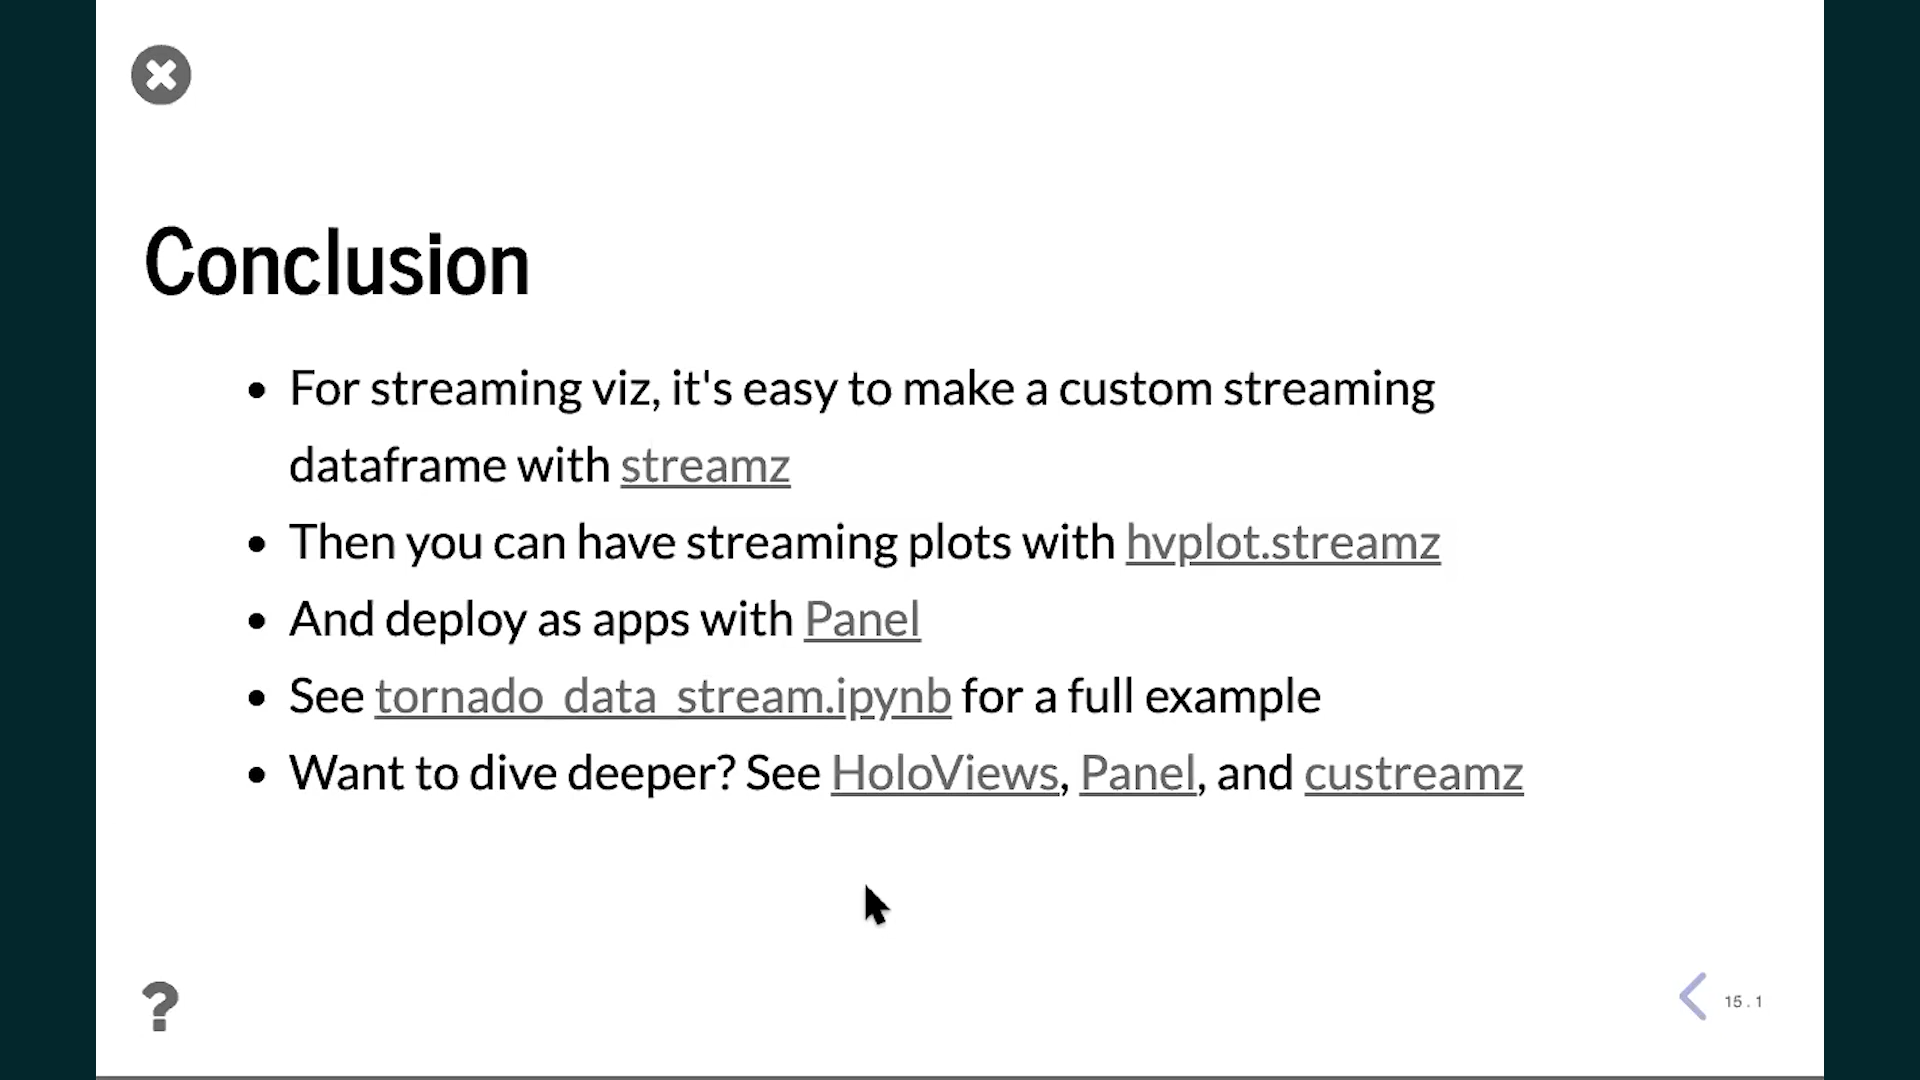 Conclusion
• For streaming viz, it's easy to make a custom streaming
dataframe with streamz
• Then you can have streaming plots with hvplot.streamz
• And deploy as apps with Panel
• See tornado_data_stream.ipynb for a full example
• Want to dive deeper? See HoloViews, Panel, and custreamz
?
15.1